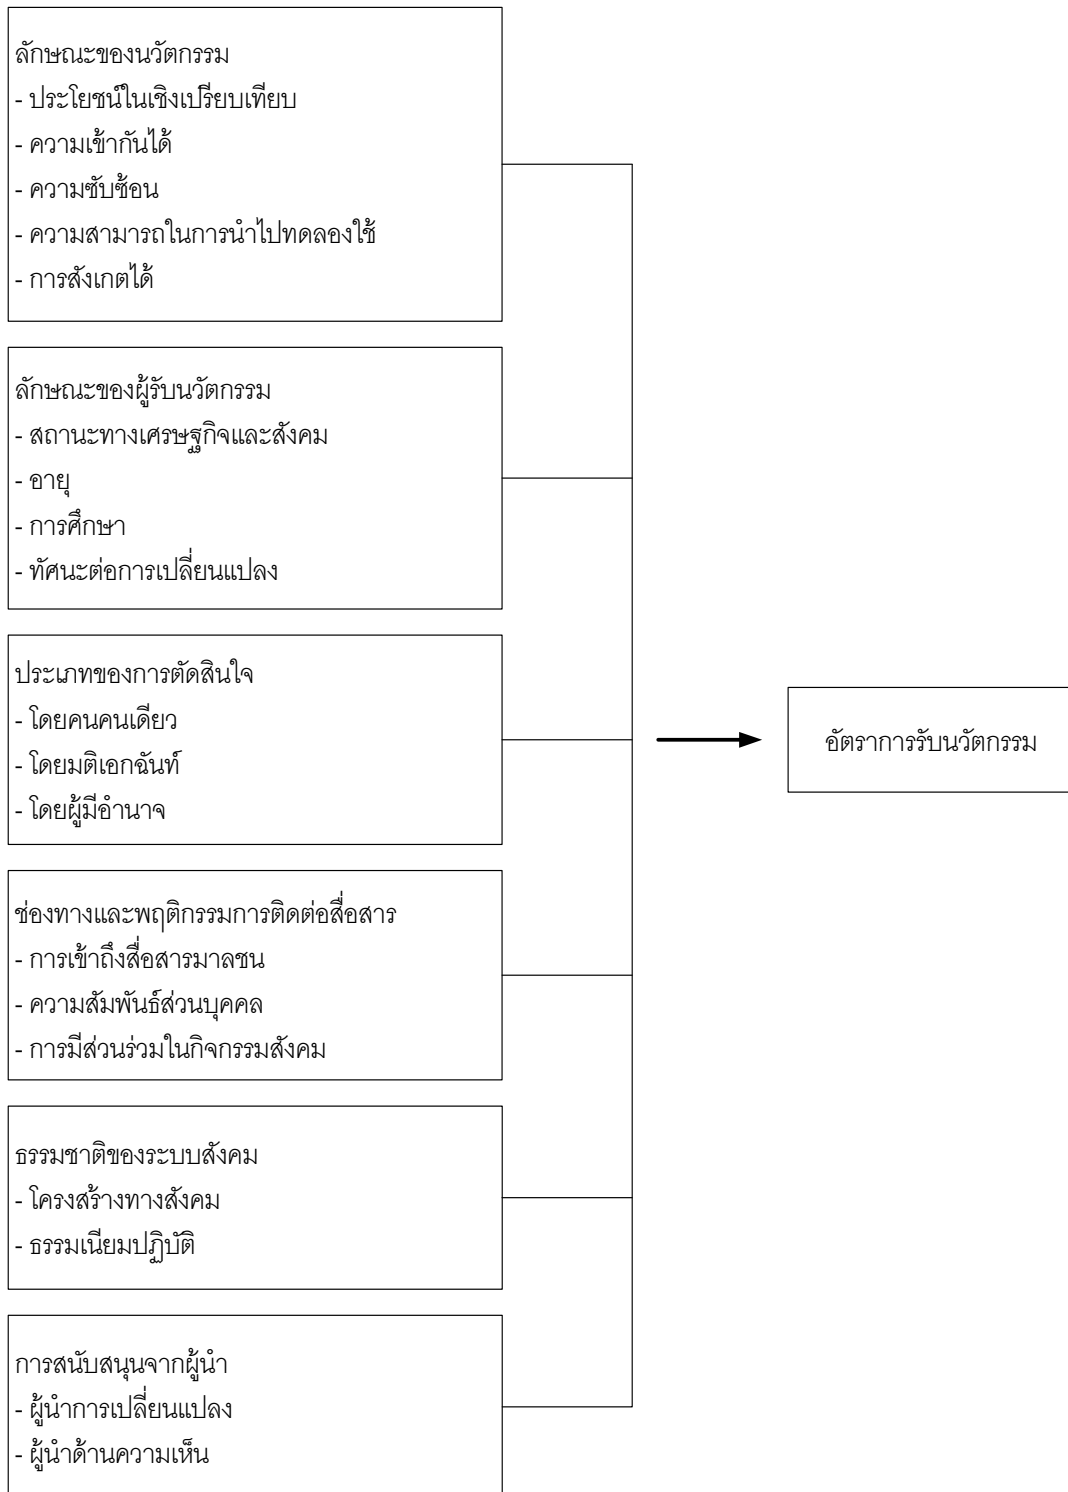 ลักษณะของนวัตกรรม
- ประโยชน์ในเชิงเปรียบเทียบ
- ความเข้ากันได้
- ความซับซ้อน
- ความสามารถในการนำไปทดลองใช้
- การสังเกตได้
ลักษณะของผู้รับนวัตกรรม
- สถานะทางเศรษฐกิจและสังคม
- อายุ
- การศึกษา
- ทัศนะต่อการเปลี่ยนแปลง
ประเภทของการตัดสินใจ
- โดยคนคนเดียว
- โดยมติเอกฉันท์
- โดยผู้มีอำนาจ
อัตราการรับนวัตกรรม
ช่องทางและพฤติกรรมการติดต่อสื่อสาร
- การเข้าถึงสื่อสารมาลชน
- ความสัมพันธ์ส่วนบุคคล
- การมีส่วนร่วมในกิจกรรมสังคม
ธรรมชาติของระบบสังคม
- โครงสร้างทางสังคม
- ธรรมเนียมปฏิบัติ
การสนับสนุนจากผู้นำ
- ผู้นำการเปลี่ยนแปลง
- ผู้นำด้านความเห็น